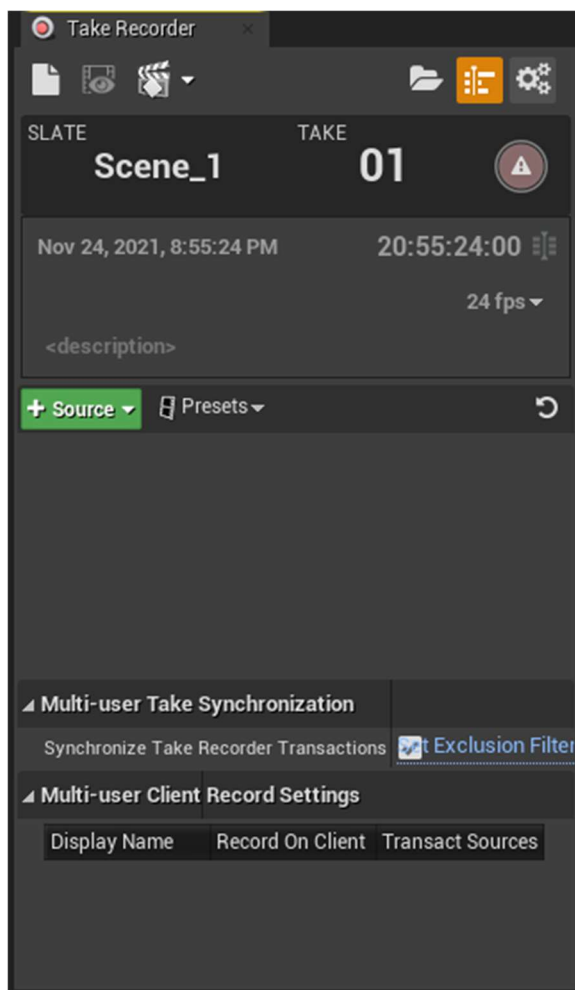 Take Recorder
SLATE
TAKE
Scene_1
01
Nov 24, 2021, 8:55:24 PM
20:55:24:00
24 fps
<description>
Source
Presets
Multi-user Take Synchronization
Synchronize Take Recorder Transactions
t Exclusion Filter
Multi-user Client Record Settings
Display Name
Record On Client
Transact Sources